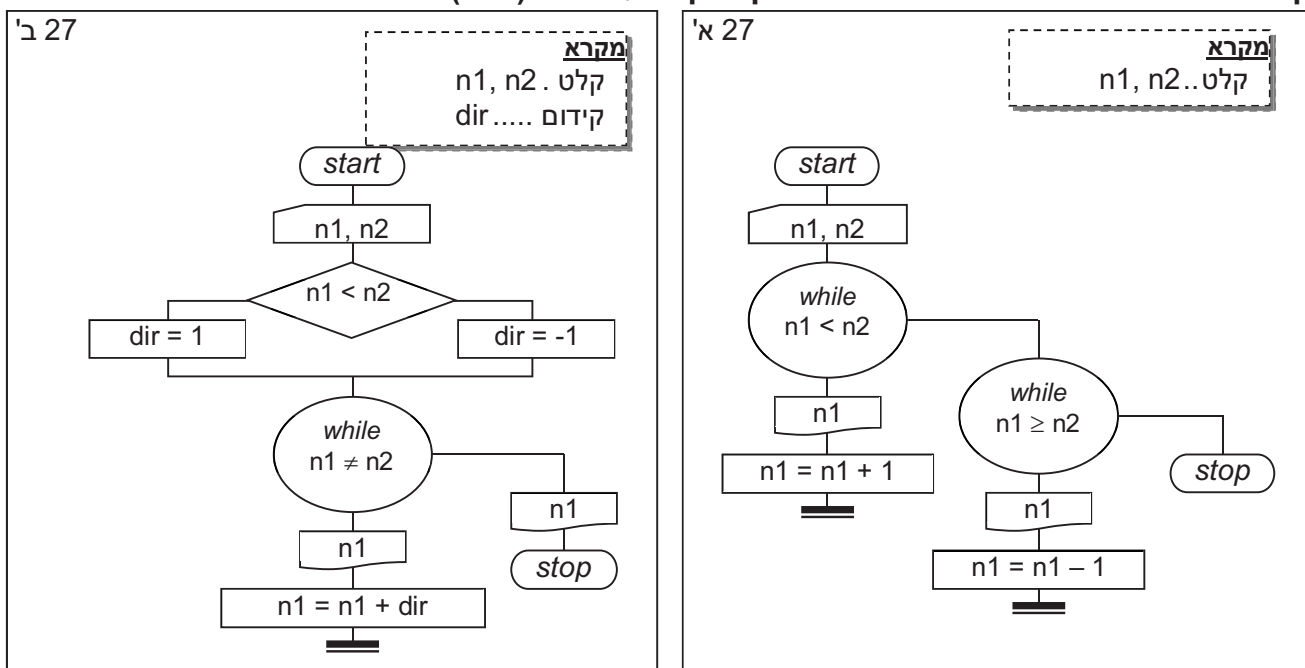 27 א'
מקרא
קלט..n1, n2
start
n1, n2
while
n1 < n2
n1
n1 = n1 + 1
while
n1 ≥ n2
n1
n1 = n1 – 1
stop
27 ב'
מקרא
קלט . n1, n2
קידום ..... dir
start
n1, n2
n1 < n2
dir = 1
dir = -1
while
n1 ≠ n2
n1
n1 = n1 + dir
n1
stop